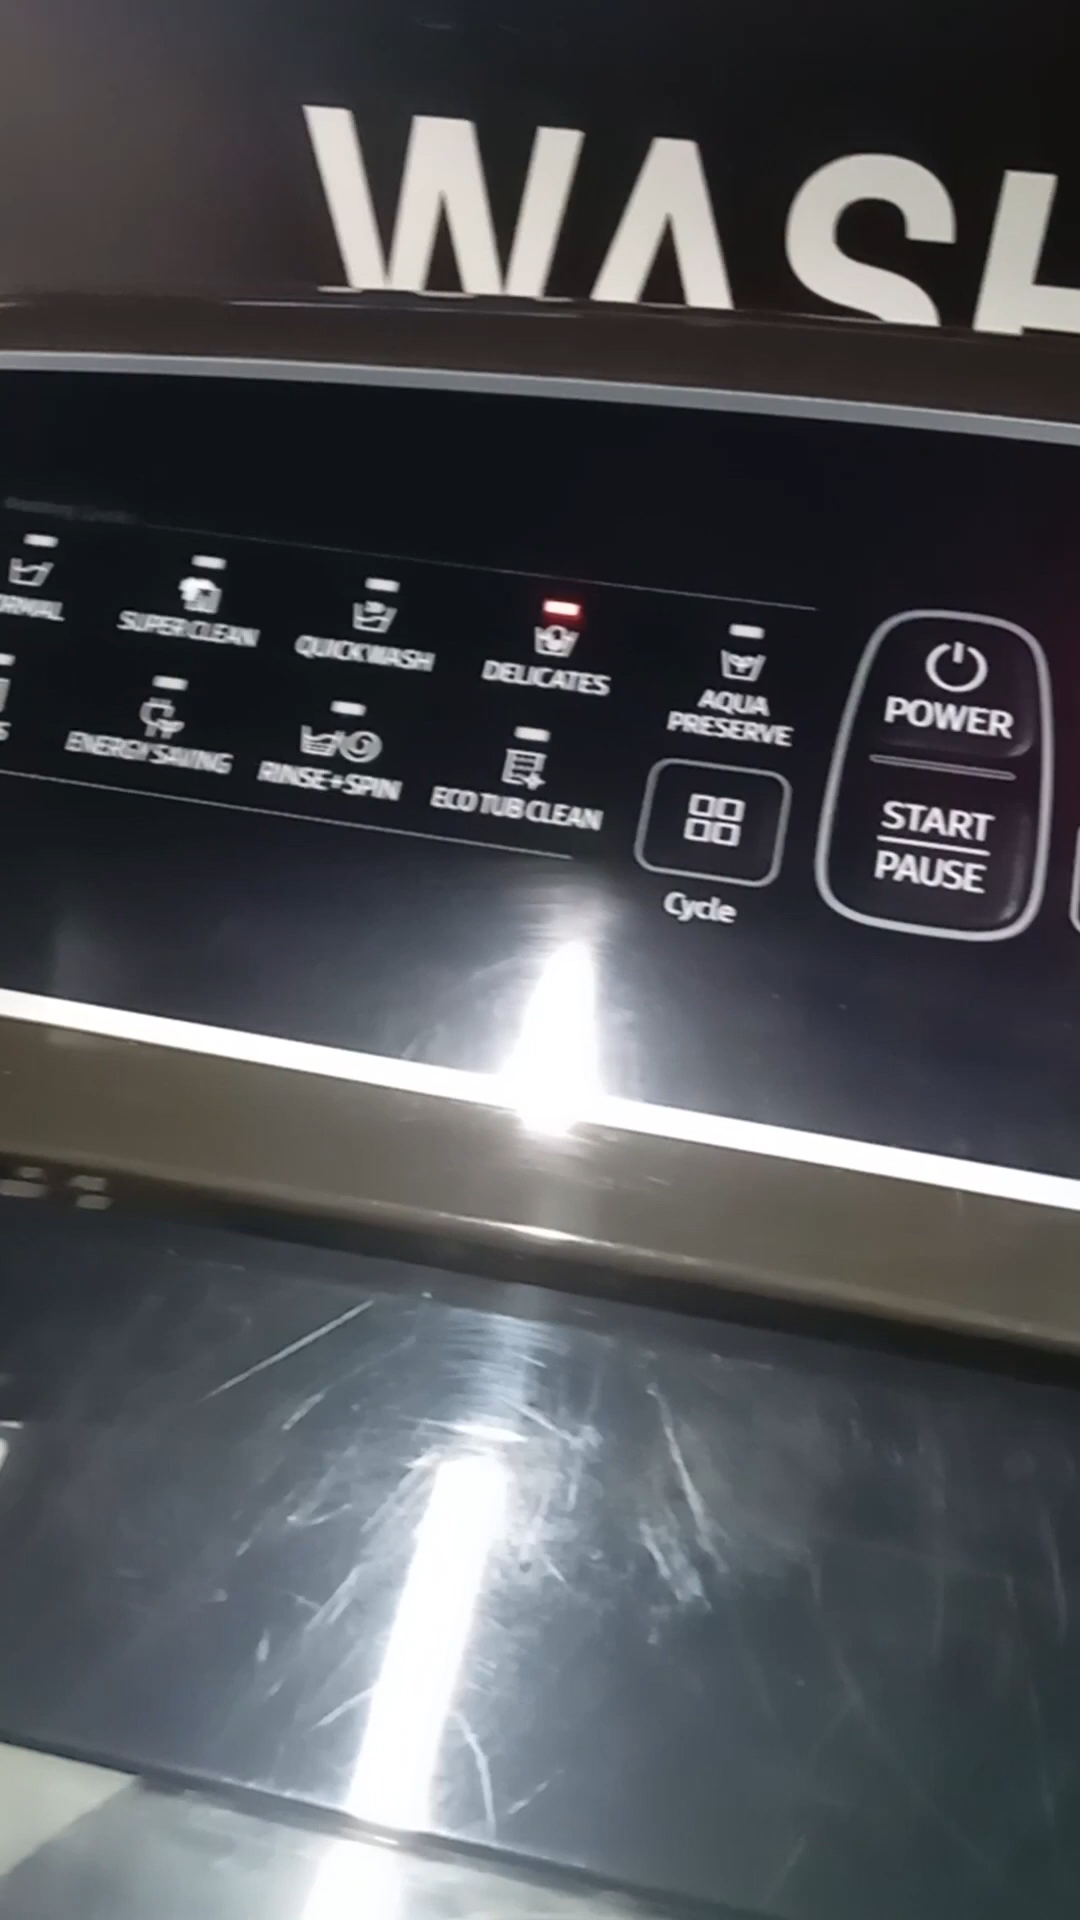 WASH
SUPER CLEAN
QUICK WASH
DELICATES
AQUA
PRESERVE
ENERGY SAVING
RINSE+SPIN
ECO TUB CLEAN
Cycle
POWER
START
PAUSE